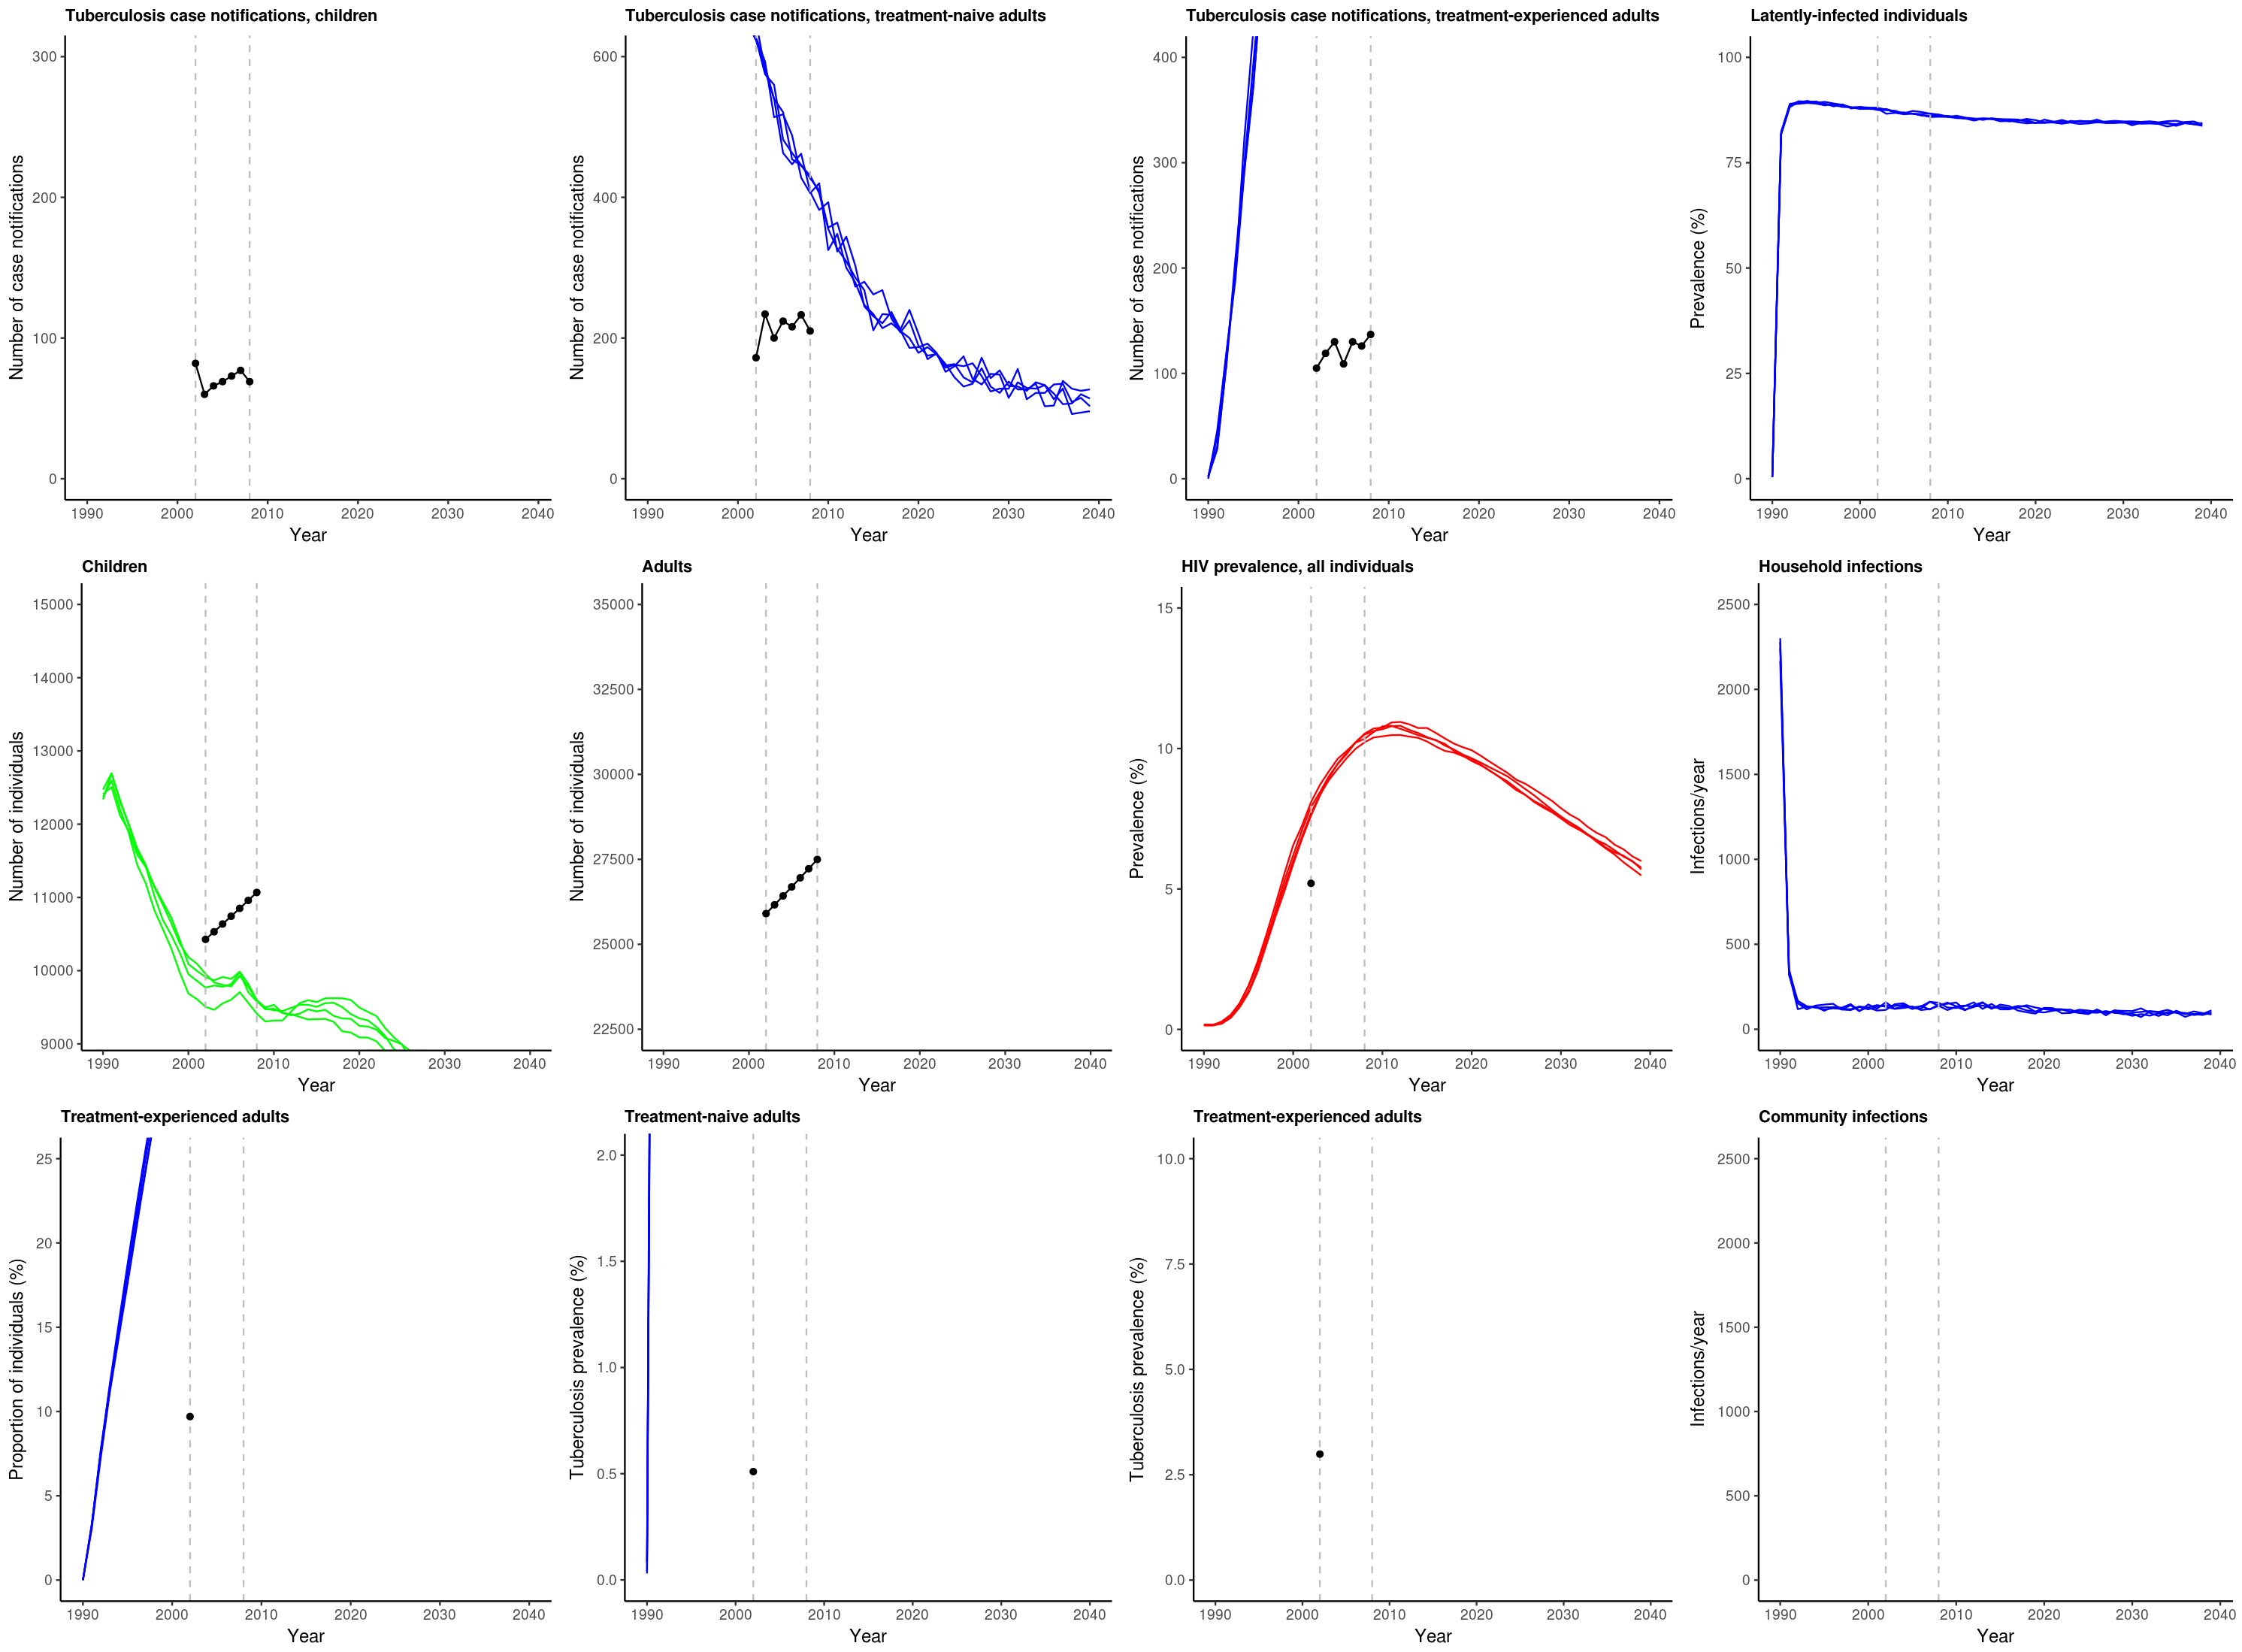 Tuberculosis case notifications, children
300
200
100
0
Number of case notifications
1990 2000 2010 2020 2030 2040
Year
Tuberculosis case notifications, treatment-naive adults
600
400
200
0
Number of case notifications
1990 2000 2010 2020 2030 2040
Year
Tuberculosis case notifications, treatment-experienced adults
400
300
200
100
0
Number of case notifications
1990 2000 2010 2020 2030 2040
Year
Latently-infected individuals
100
75
50
25
0
Prevalence (%)
1990 2000 2010 2020 2030 2040
Year
Children
15000
14000
13000
12000
11000
10000
9000
Number of individuals
1990 2000 2010 2020 2030 2040
Year
Adults
35000
32500
30000
27500
25000
22500
Number of individuals
1990 2000 2010 2020 2030 2040
Year
HIV prevalence, all individuals
15
10
5
0
Prevalence (%)
1990 2000 2010 2020 2030 2040
Year
Household infections
2500
2000
1500
1000
500
0
Infections/year
1990 2000 2010 2020 2030 2040
Year
Treatment-experienced adults
25
20
15
10
5
0
Proportion of individuals (%)
1990 2000 2010 2020 2030 2040
Year
Treatment-naive adults
2.0
1.5
1.0
0.5
0.0
Tuberculosis prevalence (%)
1990 2000 2010 2020 2030 2040
Year
Treatment-experienced adults
10.0
7.5
5.0
2.5
0.0
Tuberculosis prevalence (%)
1990 2000 2010 2020 2030 2040
Year
Community infections
2500
2000
1500
1000
500
0
Infections/year
1990 2000 2010 2020 2030 2040
Year